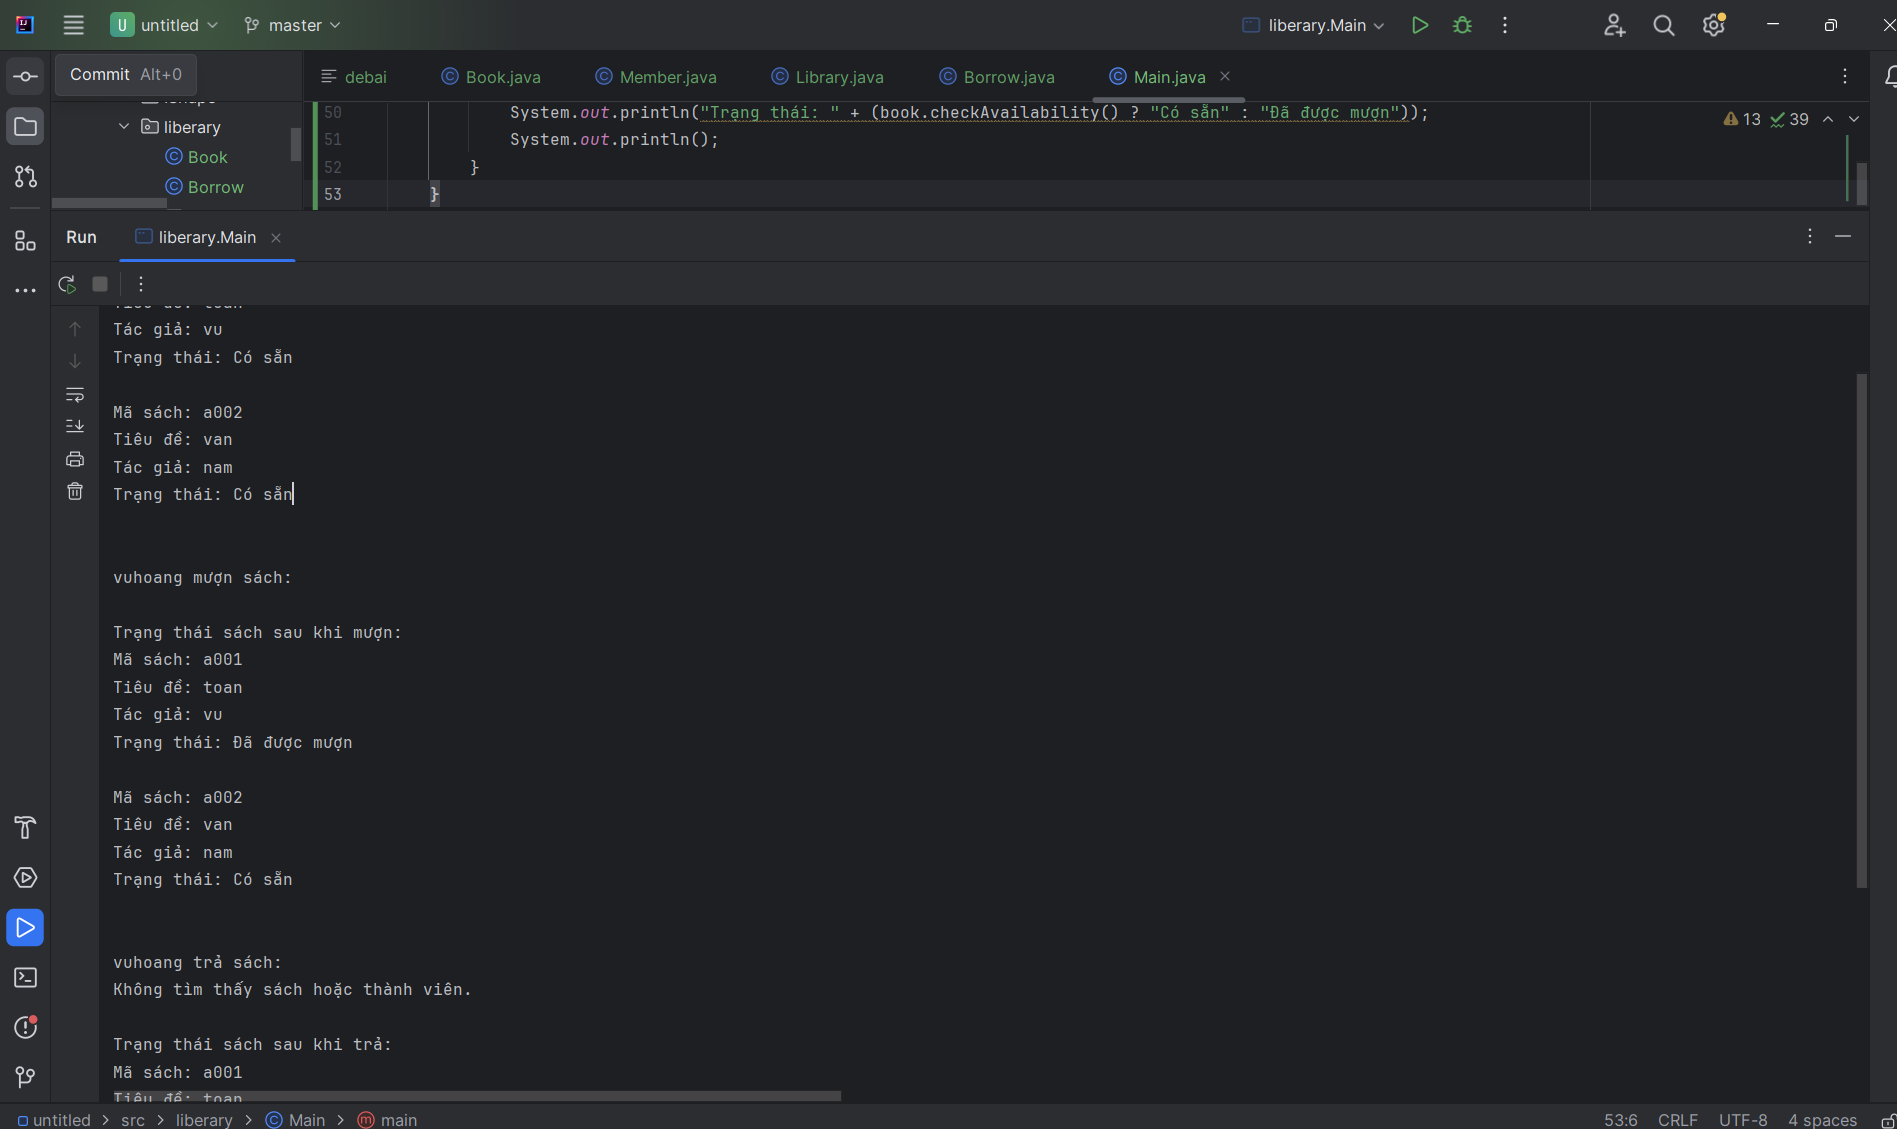 U untitled master liberary.Main
Commit Alt+0
debai Book.java Member.java Library.java Borrow.java Main.java
liberary
Book
Borrow
50 System.out.println("Trạng thái: " + (book.checkAvailability() ? "Có sẵn" : "Đã được mượn"));
51 System.out.println();
52 }
53 }
13 39
Run liberary.Main
Tiêu đề: toan
Tác giả: vu
Trạng thái: Có sẵn
Mã sách: a002
Tiêu đề: van
Tác giả: nam
Trạng thái: Có sẵn
vuhoang mượn sách:
Trạng thái sách sau khi mượn:
Mã sách: a001
Tiêu đề: toan
Tác giả: vu
Trạng thái: Đã được mượn
Mã sách: a002
Tiêu đề: van
Tác giả: nam
Trạng thái: Có sẵn
vuhoang trả sách:
Không tìm thấy sách hoặc thành viên.
Trạng thái sách sau khi trả:
Mã sách: a001
Tiêu đề: toan
untitled > src > liberary > Main > main 53:6 CRLF UTF-8 4 spaces